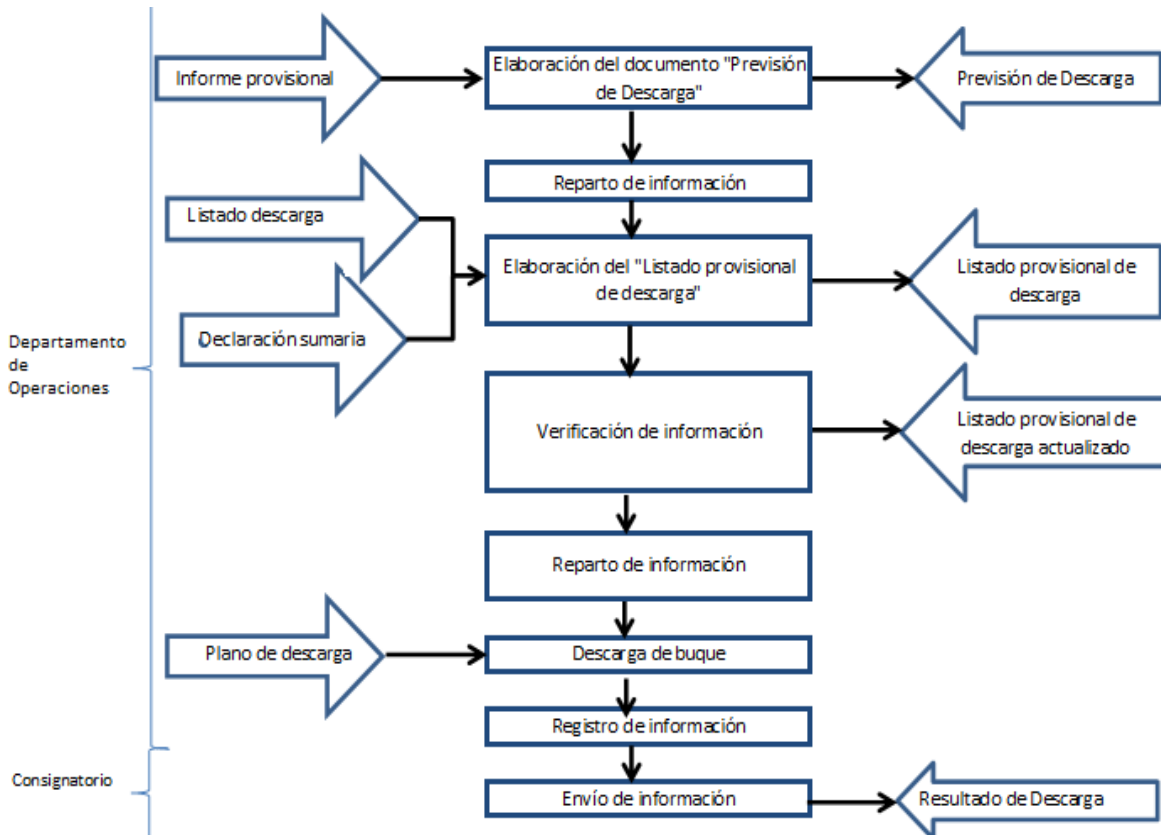 Informe provisional
Elaboración del documento "Previsión
de Descarga"
Previsión de Descarga
Reparto de información
Listado descarga
Elaboración del "Listado provisional
de descarga"
Listado provisional de
descarga
Declaración sumaria
Departamento
de
Operaciones
Verificación de información
Listado provisional de
descarga actualizado
Reparto de información
Plano de descarga
Descarga de buque
Registro de información
Consignatorio
Envío de información
Resultado de Descarga